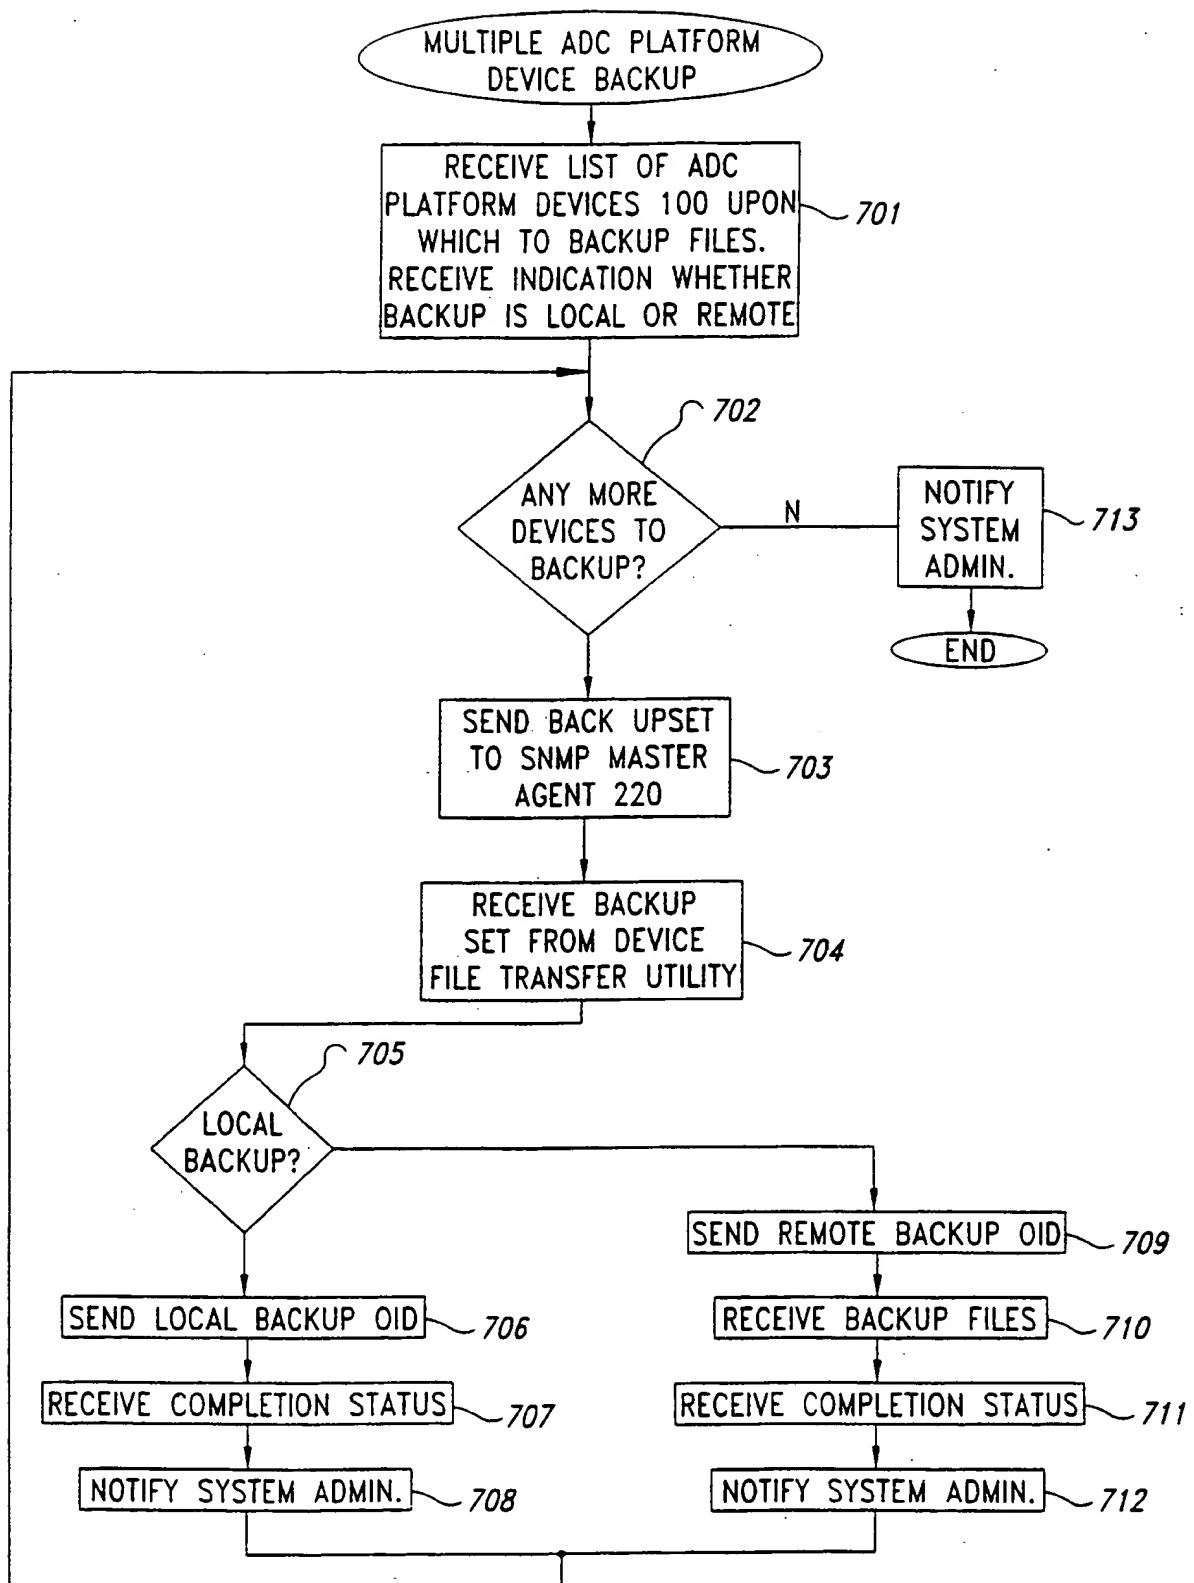 MULTIPLE ADC PLATFORM
DEVICE BACKUP
RECEIVE LIST OF ADC
PLATFORM DEVICES 100 UPON
WHICH TO BACKUP FILES.
RECEIVE INDICATION WHETHER
BACKUP IS LOCAL OR REMOTE
701
702
ANY MORE
DEVICES TO
BACKUP?
N
NOTIFY
SYSTEM
ADMIN.
713
END
SEND BACK UPSET
TO SNMP MASTER
AGENT 220
703
RECEIVE BACKUP
SET FROM DEVICE
FILE TRANSFER UTILITY
704
705
LOCAL
BACKUP?
SEND REMOTE BACKUP OID
709
SEND LOCAL BACKUP OID
706
RECEIVE BACKUP FILES
710
RECEIVE COMPLETION STATUS
707
RECEIVE COMPLETION STATUS
711
NOTIFY SYSTEM ADMIN.
708
NOTIFY SYSTEM ADMIN.
712